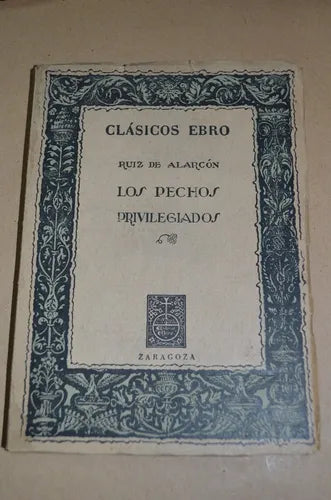 CLÁSICOS EBRO
RUIZ DE ALARCÓN
LOS PECHOS
PRIVILEGIADOS
ZARAGOZA